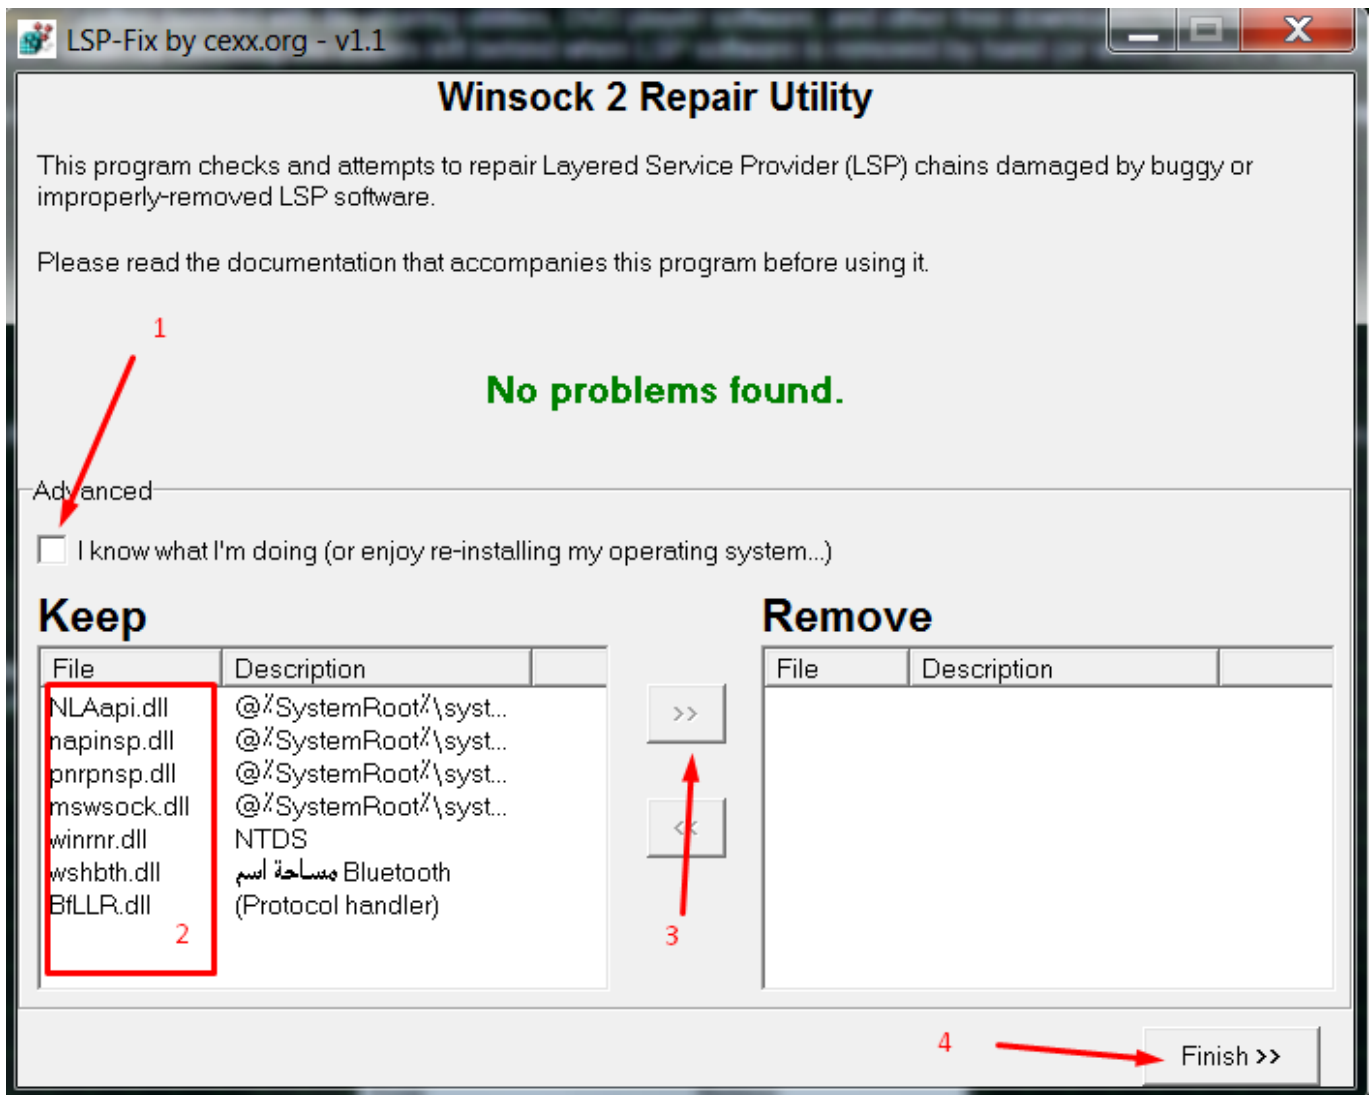 LSP-Fix by cexx.org - v1.1
Winsock 2 Repair Utility
This program checks and attempts to repair Layered Service Provider (LSP) chains damaged by buggy or
improperly-removed LSP software.
Please read the documentation that accompanies this program before using it.
1
No problems found.
Advanced
I know what I'm doing (or enjoy re-installing my operating system...)
Keep
Remove
File Description
File Description
NLAapi.dll @%SystemRoot%\syst...
napinsp.dll @%SystemRoot%\syst...
pnrpnsp.dll @%SystemRoot%\syst...
mswsock.dll @%SystemRoot%\syst...
winrnr.dll NTDS
wshbth.dll مساحة اسم Bluetooth
BfLLR.dll (Protocol handler)
>>
<<
2
3
4
Finish >>